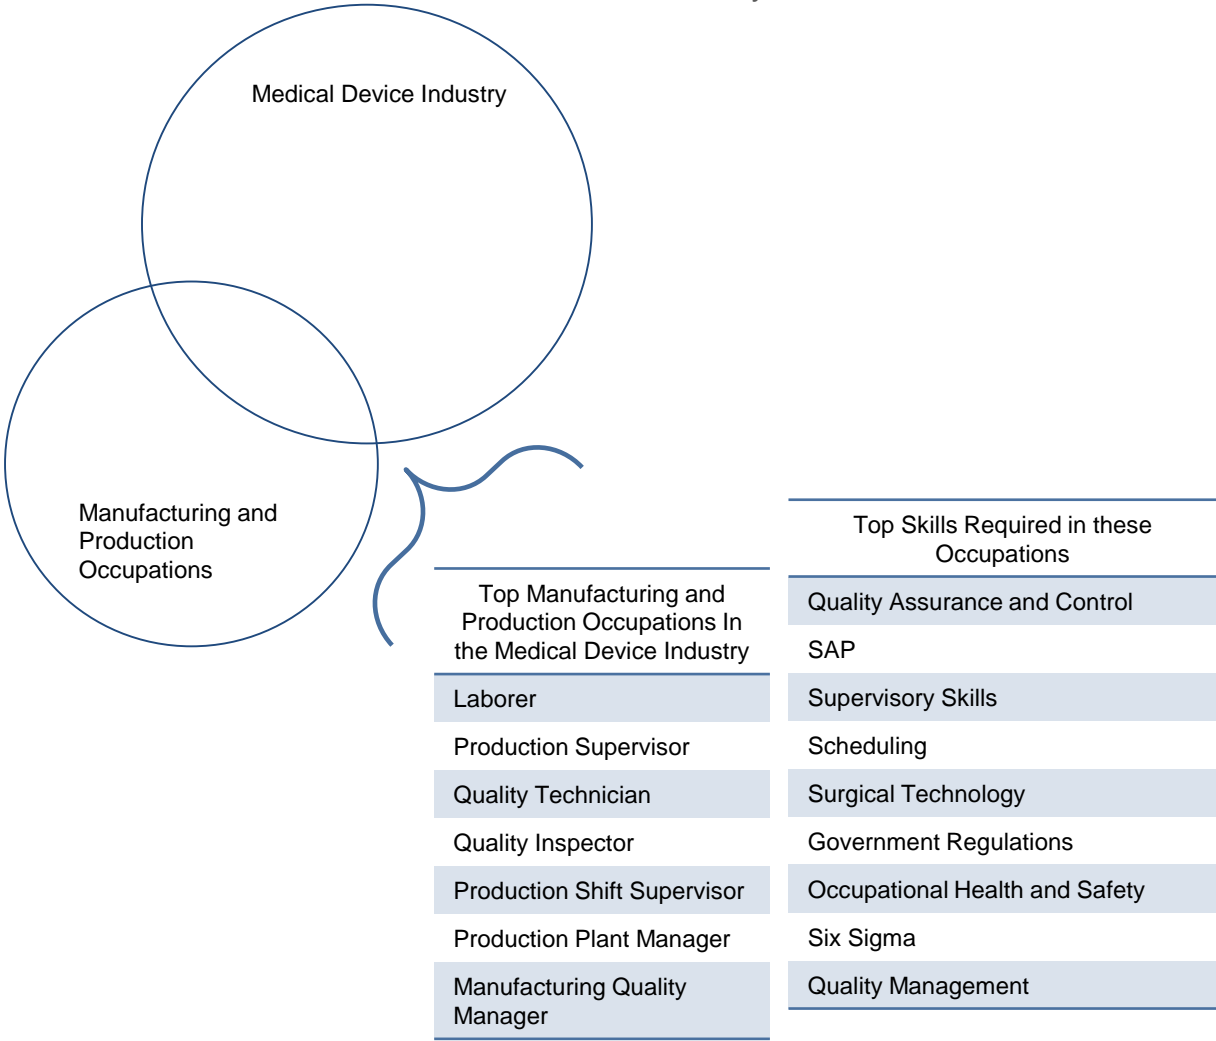 Medical Device Industry
Manufacturing and
Production
Occupations
Top Manufacturing and
Production Occupations In
the Medical Device Industry
Laborer
Production Supervisor
Quality Technician
Quality Inspector
Production Shift Supervisor
Production Plant Manager
Manufacturing Quality
Manager
Top Skills Required in these
Occupations
Quality Assurance and Control
SAP
Supervisory Skills
Scheduling
Surgical Technology
Government Regulations
Occupational Health and Safety
Six Sigma
Quality Management